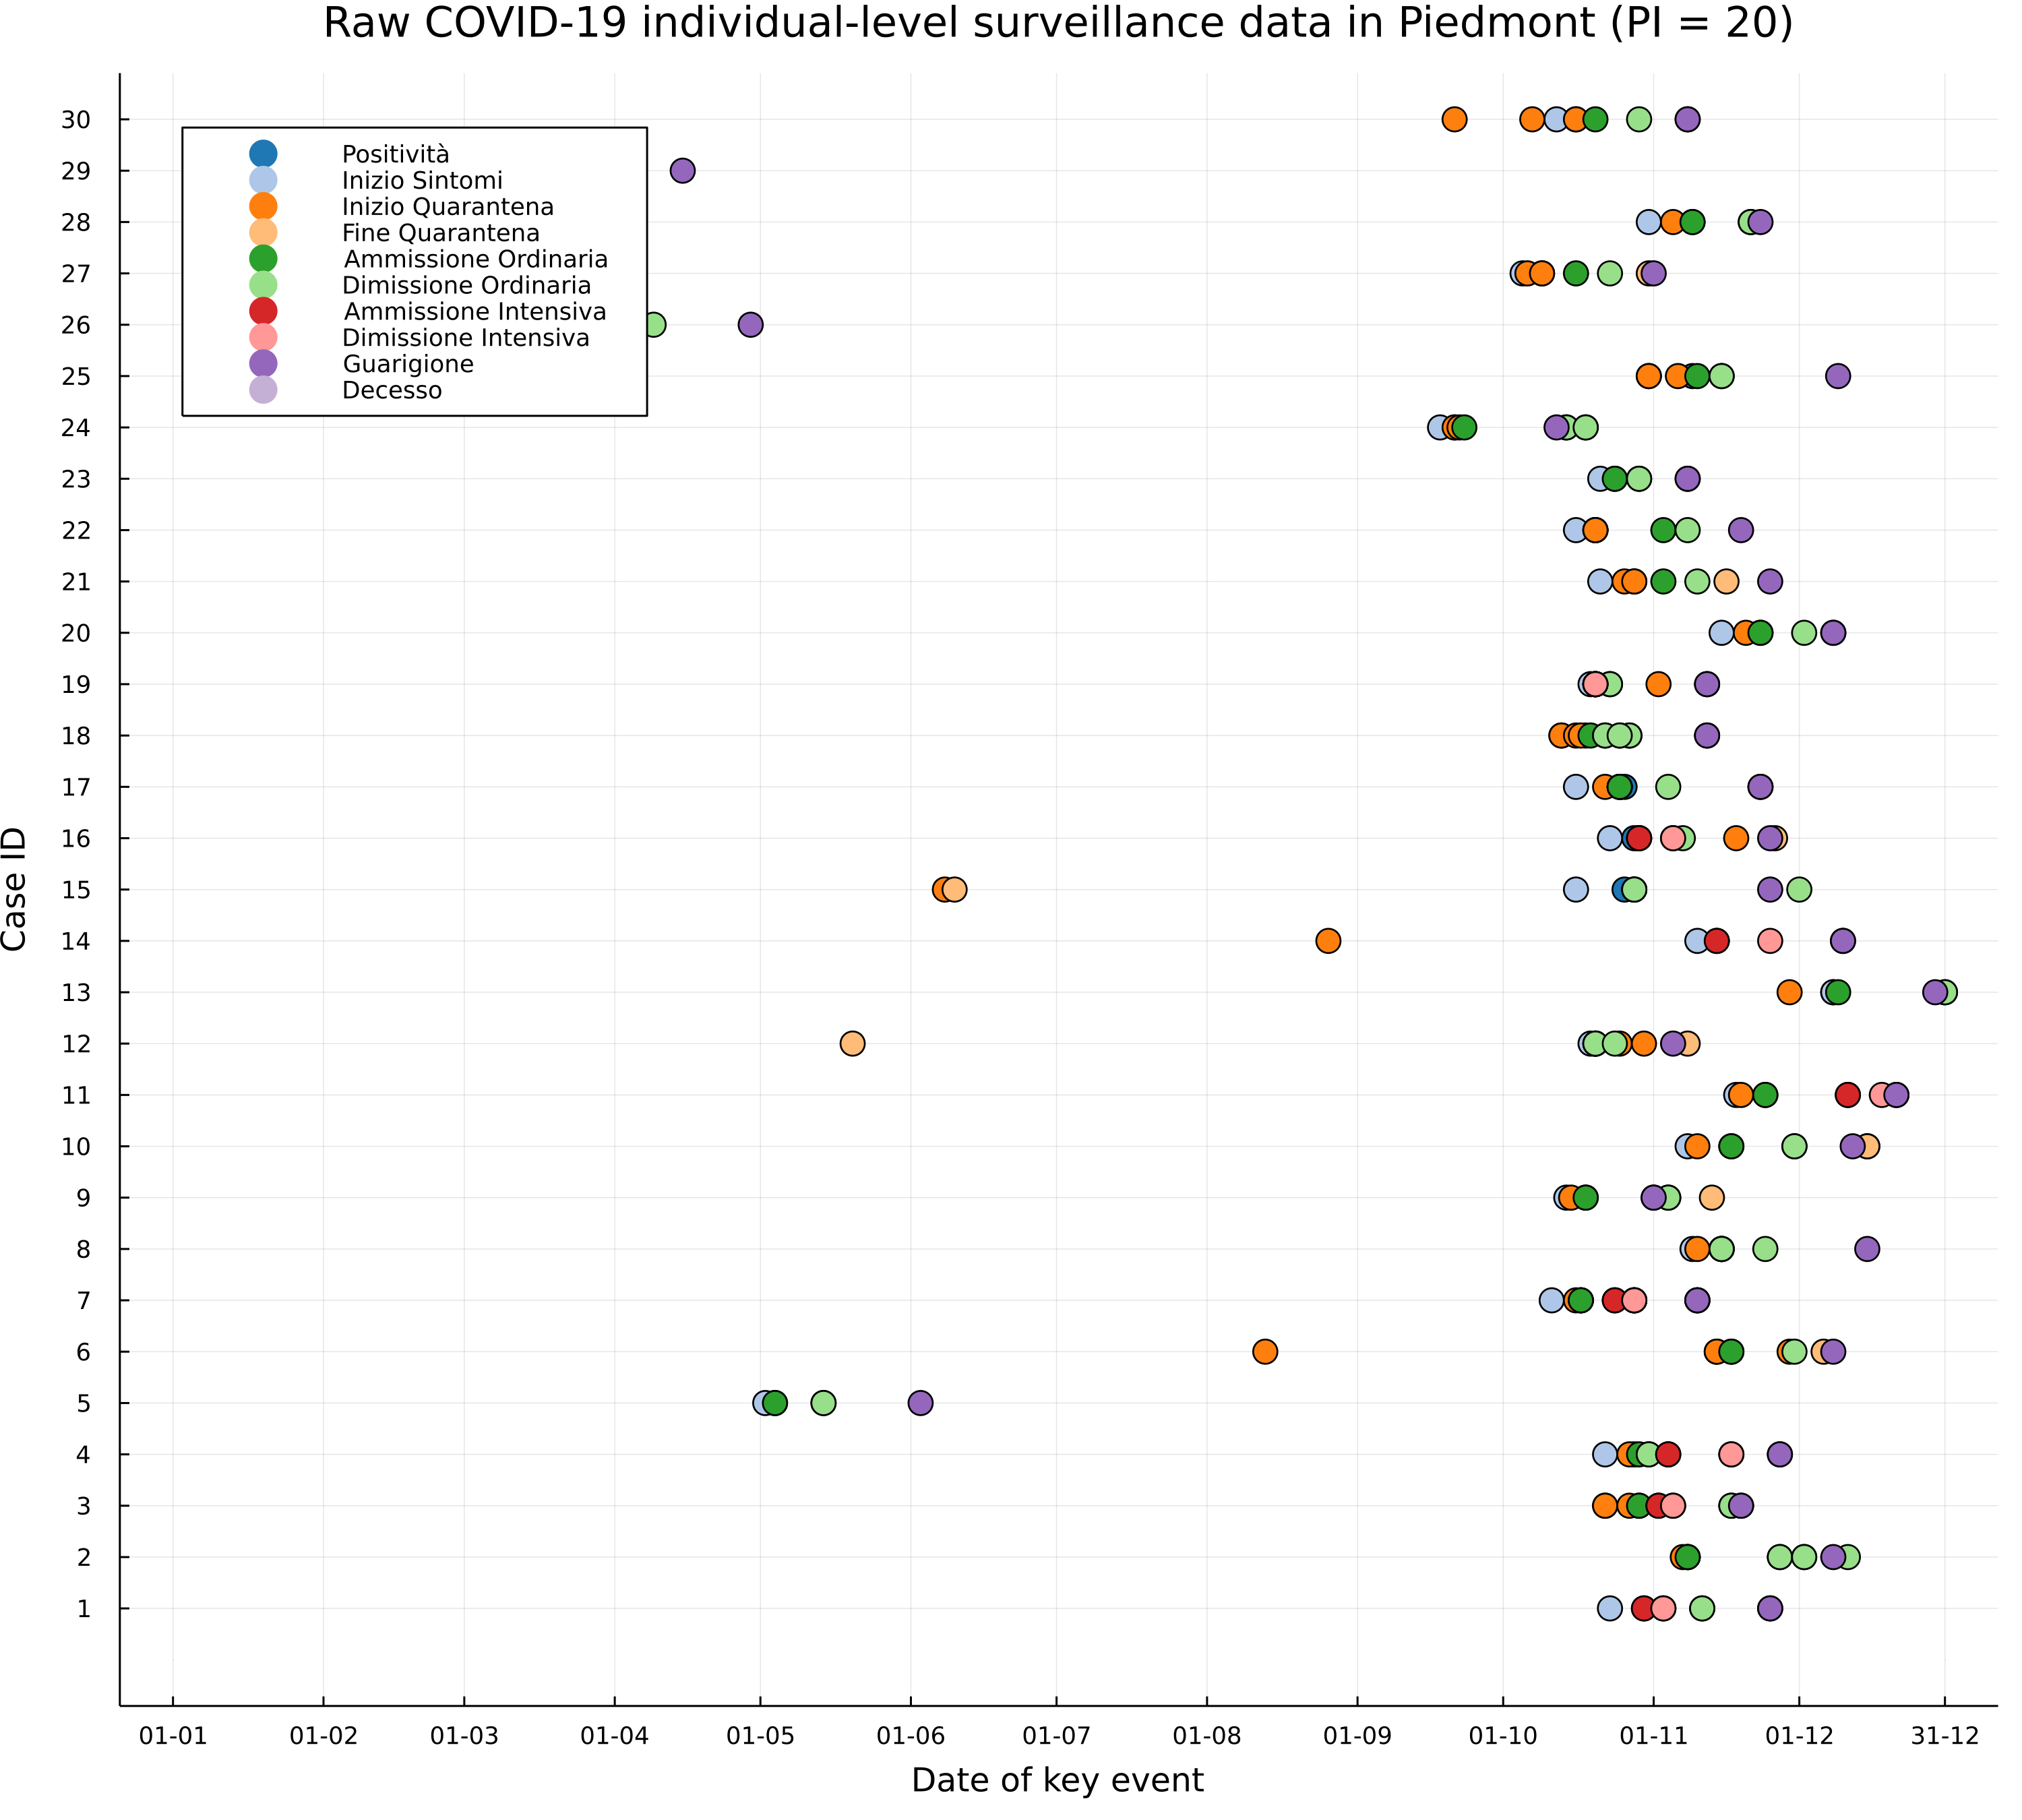 Raw COVID-19 individual-level surveillance data in Piedmont (PI = 20)
Positività
Inizio Sintomi
Inizio Quarantena
Fine Quarantena
Ammissione Ordinaria
Dimissione Ordinaria
Ammissione Intensiva
Dimissione Intensiva
Guarigione
Decesso
Case ID
30
29
28
27
26
25
24
23
22
21
20
19
18
17
16
15
14
13
12
11
10
9
8
7
6
5
4
3
2
1
01-01 01-02 01-03 01-04 01-05 01-06 01-07 01-08 01-09 01-10 01-11 01-12 31-12
Date of key event